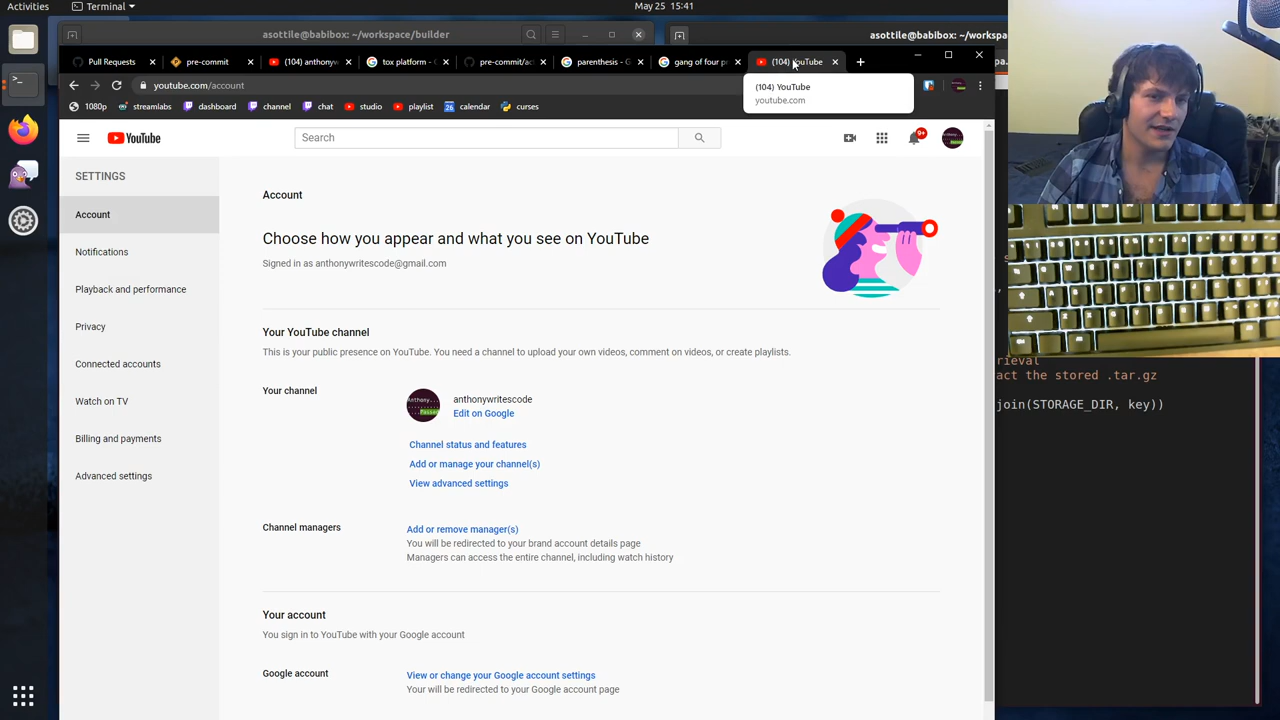 Activities
Terminal
May 25 15:41
asottile@babibox: ~/workspace/builder
asottile@babibox: ~/works
Pull Requests
pre-commit
(104) anthonyw
tox platform -
pre-commit/ac
parenthesis - G
gang of four p
(104) YouTube
youtube.com/account
(104) YouTube
youtube.com
1080p
streamlabs
dashboard
channel
chat
studio
playlist
calendar
curses
YouTube
Search
9+
SETTINGS
Account
Notifications
Playback and performance
Privacy
Connected accounts
Watch on TV
Billing and payments
Advanced settings
Account
Choose how you appear and what you see on YouTube
Signed in as anthonywritescode@gmail.com
Your YouTube channel
This is your public presence on YouTube. You need a channel to upload your own videos, comment on videos, or create playlists.
Your channel
anthonywritescode
Edit on Google
Channel status and features
Add or manage your channel(s)
View advanced settings
Channel managers
Add or remove manager(s)
You will be redirected to your brand account details page
Managers can access the entire channel, including watch history
Your account
You sign in to YouTube with your Google account
Google account
View or change your Google account settings
Your will be redirected to your Google account page
rieval
act the stored .tar.gz
join(STORAGE_DIR, key))